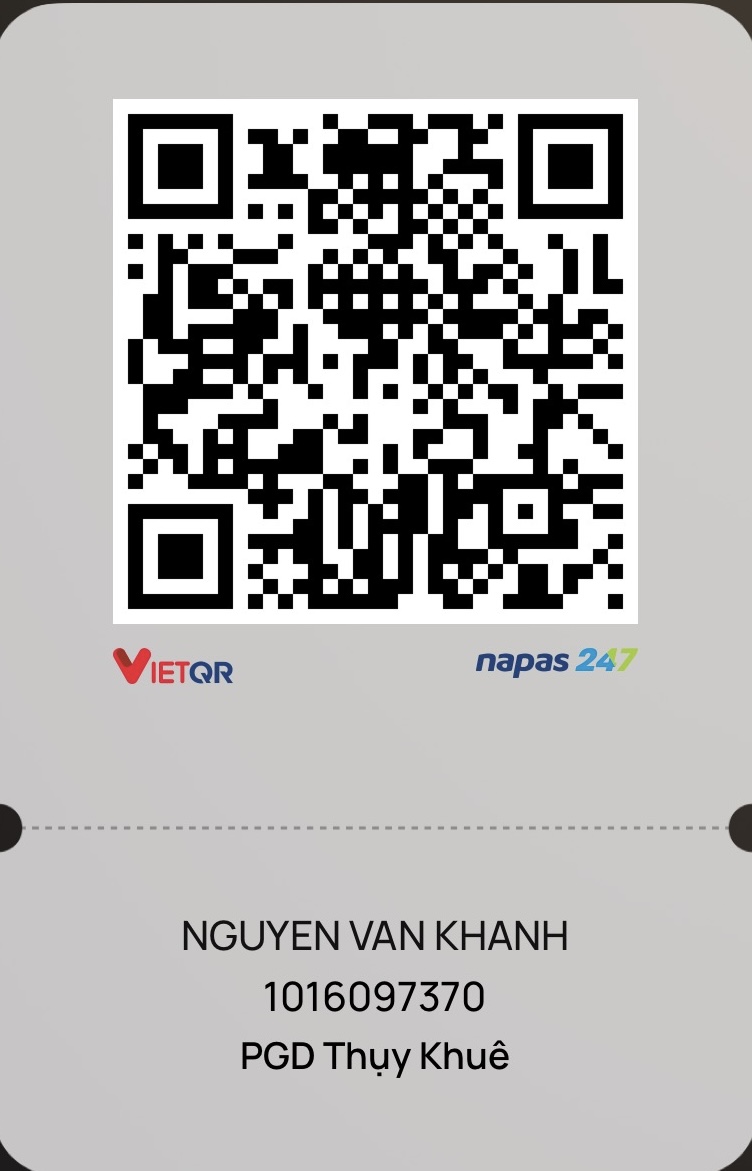 VIETQR
napas 247
NGUYEN VAN KHANH
1016097370
PGD Thụy Khuê